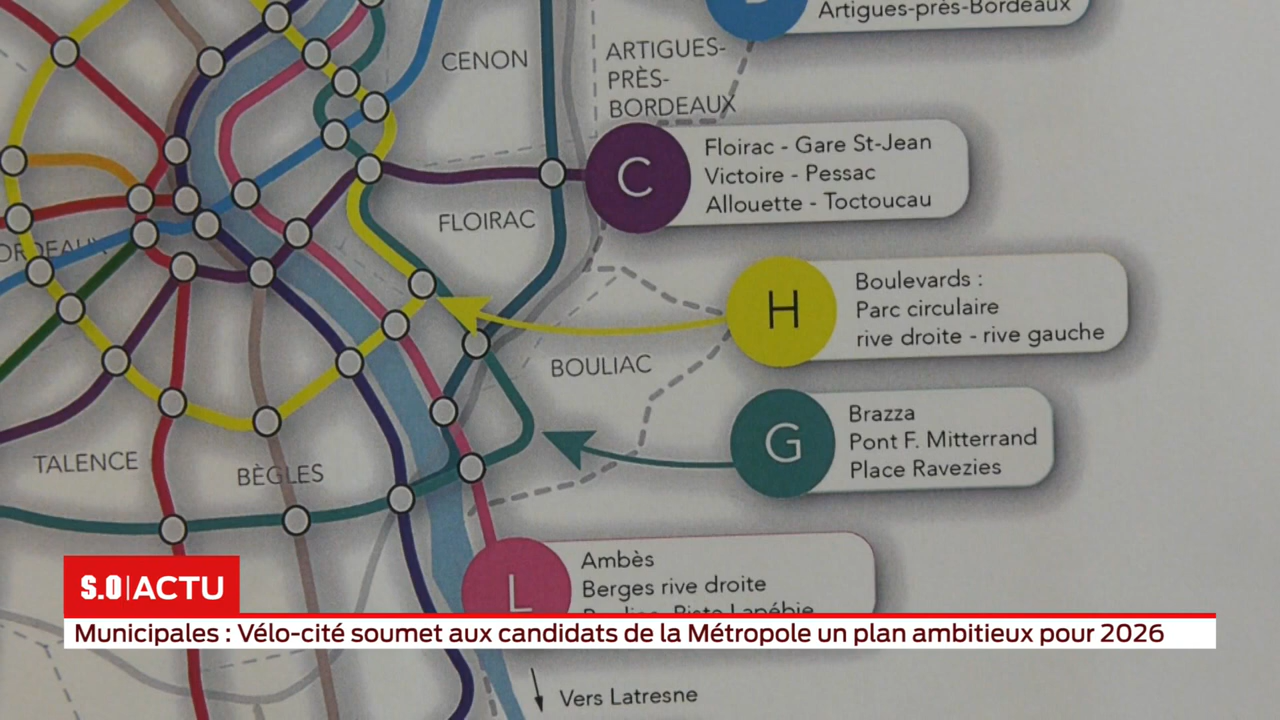 Artigues-près-Bordeaux
CENON
ARTIGUES-
PRÈS-
BORDEAUX
C
Floirac - Gare St-Jean
Victoire - Pessac
Allouette - Toctoucau
FLOIRAC
H
Boulevards :
Parc circulaire
rive droite - rive gauche
BOULIAC
G
Brazza
Pont F. Mitterrand
Place Ravezies
TALENCE
BÈGLES
L
Ambès
Berges rive droite
S.O|ACTU
Municipales : Vélo-cité soumet aux candidats de la Métropole un plan ambitieux pour 2026
Vers Latresne